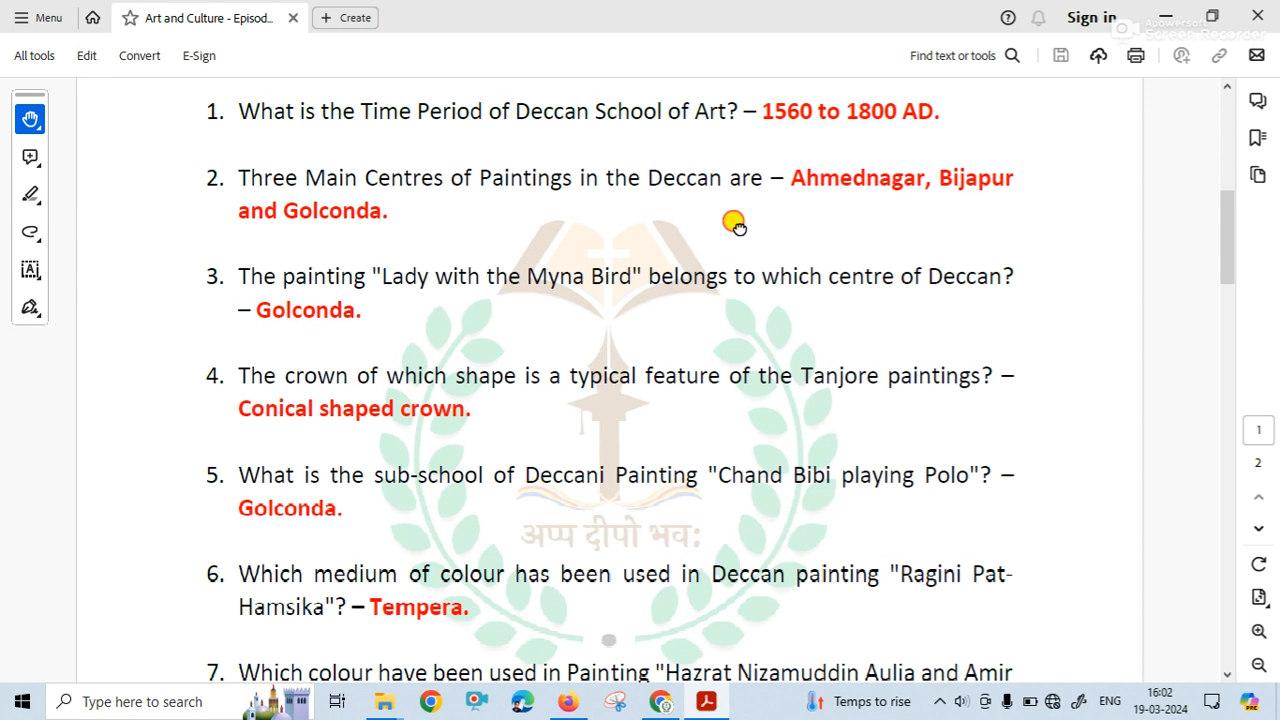 Menu
Art and Culture - Episod...
Create
Sign in
Apowersoft
Screen Recorder
All tools
Edit
Convert
E-Sign
Find text or tools
1. What is the Time Period of Deccan School of Art? – 1560 to 1800 AD.
2. Three Main Centres of Paintings in the Deccan are – Ahmednagar, Bijapur
and Golconda.
3. The painting "Lady with the Myna Bird" belongs to which centre of Deccan?
– Golconda.
4. The crown of which shape is a typical feature of the Tanjore paintings? –
Conical shaped crown.
5. What is the sub-school of Deccani Painting "Chand Bibi playing Polo"? –
Golconda.
अप्प दीपो भव:
6. Which medium of colour has been used in Deccan painting "Ragini Pat-
Hamsika"? – Tempera.
7. Which colour have been used in Painting "Hazrat Nizamuddin Aulia and Amir
1
2
Type here to search
Temps to rise
ENG
16:02
19-03-2024